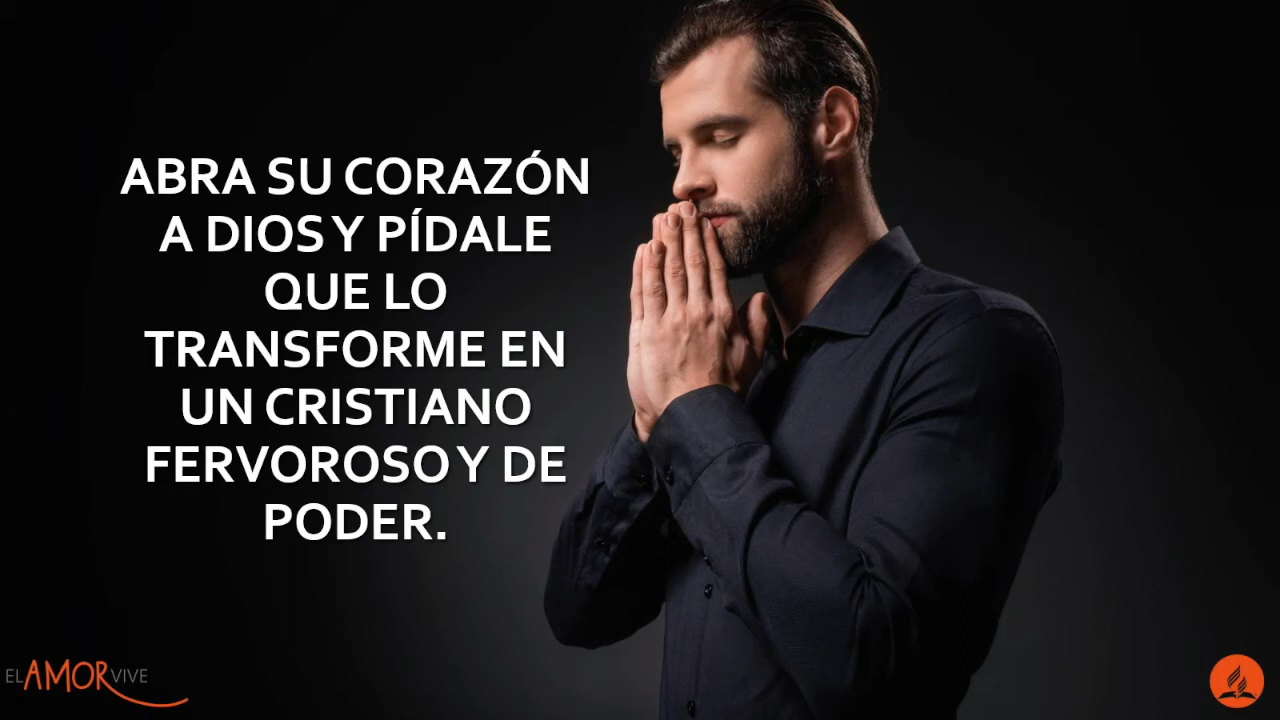 ABRA SU CORAZÓN
A DIOS Y PÍDALE
QUE LO
TRANSFORME EN
UN CRISTIANO
FERVOROSO Y DE
PODER.
EL AMOR VIVE